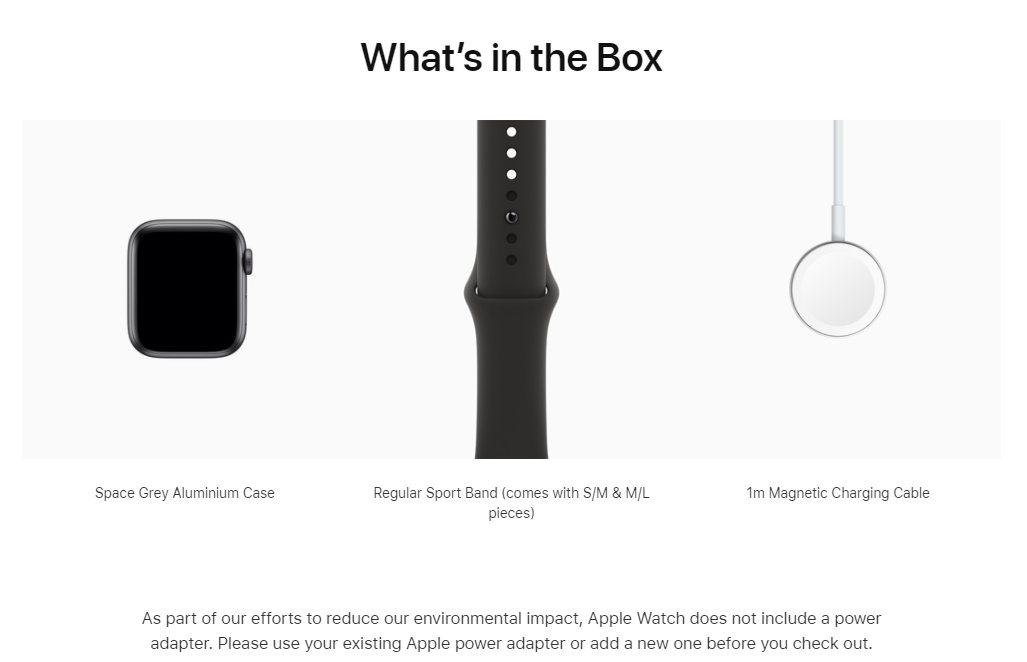 What's in the Box
Space Grey Aluminium Case
Regular Sport Band (comes with S/M & M/L
pieces)
1m Magnetic Charging Cable
As part of our efforts to reduce our environmental impact, Apple Watch does not include a power
adapter. Please use your existing Apple power adapter or add a new one before you check out.